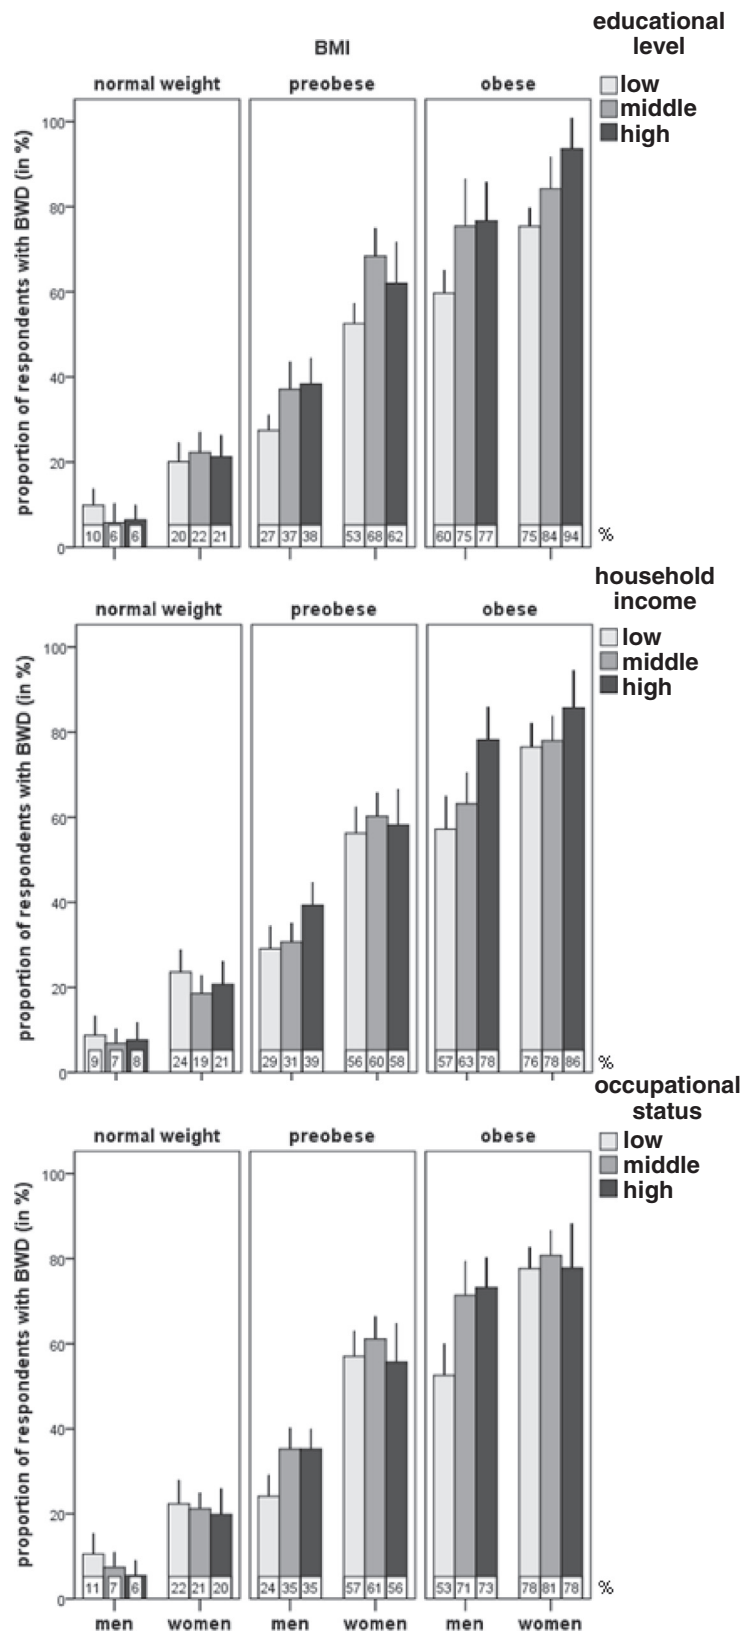 educational
level
BMI
normal weight preobese obese
low
middle
high
proportion of respondents with BWD (in %)
100
80
60
40
20
0
10 6 6 20 22 21 27 37 38 53 68 62 60 75 77 75 84 94 %
household
income
normal weight preobese obese
low
middle
high
proportion of respondents with BWD (in %)
100
80
60
40
20
0
9 7 8 24 19 21 29 31 39 56 60 58 57 63 78 76 78 86 %
occupational
status
normal weight preobese obese
low
middle
high
proportion of respondents with BWD (in %)
100
80
60
40
20
0
11 7 6 22 21 20 24 35 35 57 61 56 53 71 73 78 81 78 %
men women men women men women